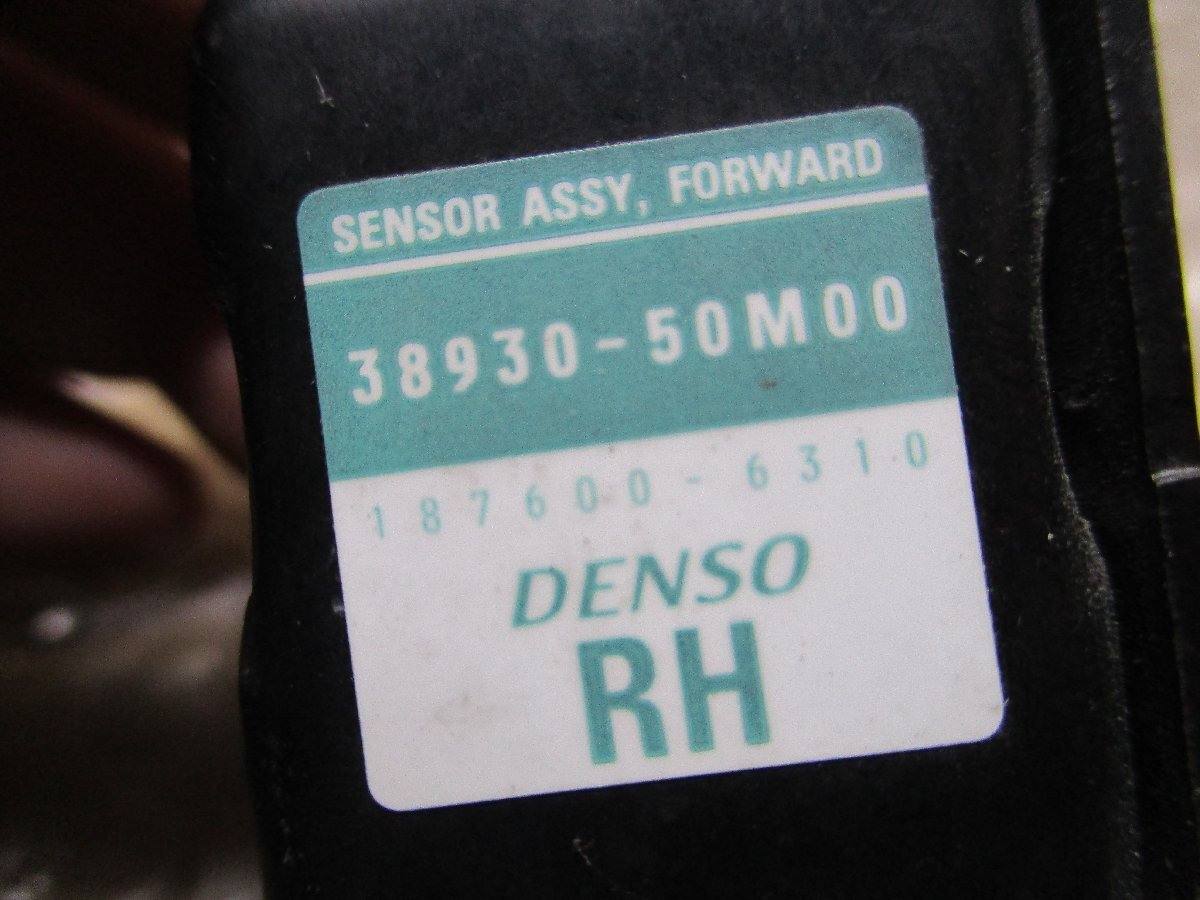 SENSOR ASSY, FORWARD
38930-50M00
187600-6310
DENSO
RH